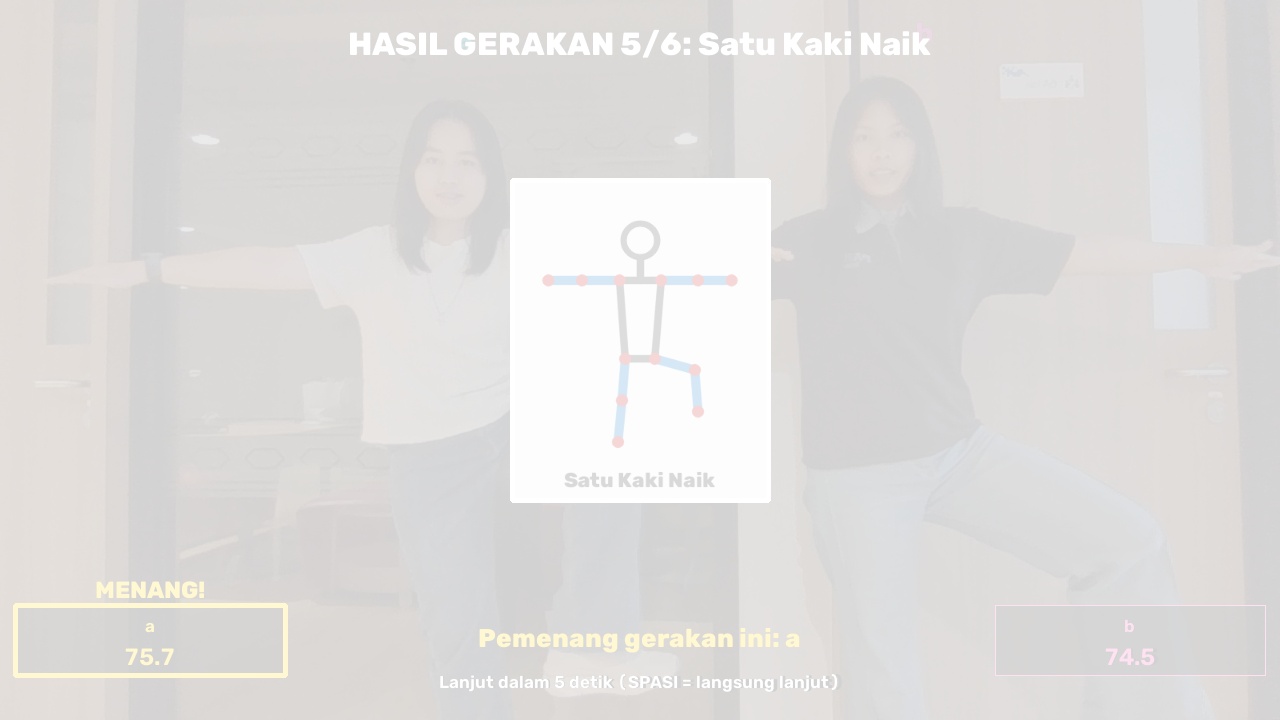 HASIL GERAKAN 5/6: Satu Kaki Naik
Satu Kaki Naik
MENANG!
a
75.7
Pemenang gerakan ini: a
Lanjut dalam 5 detik (SPASI = langsung lanjut)
b
b
74.5